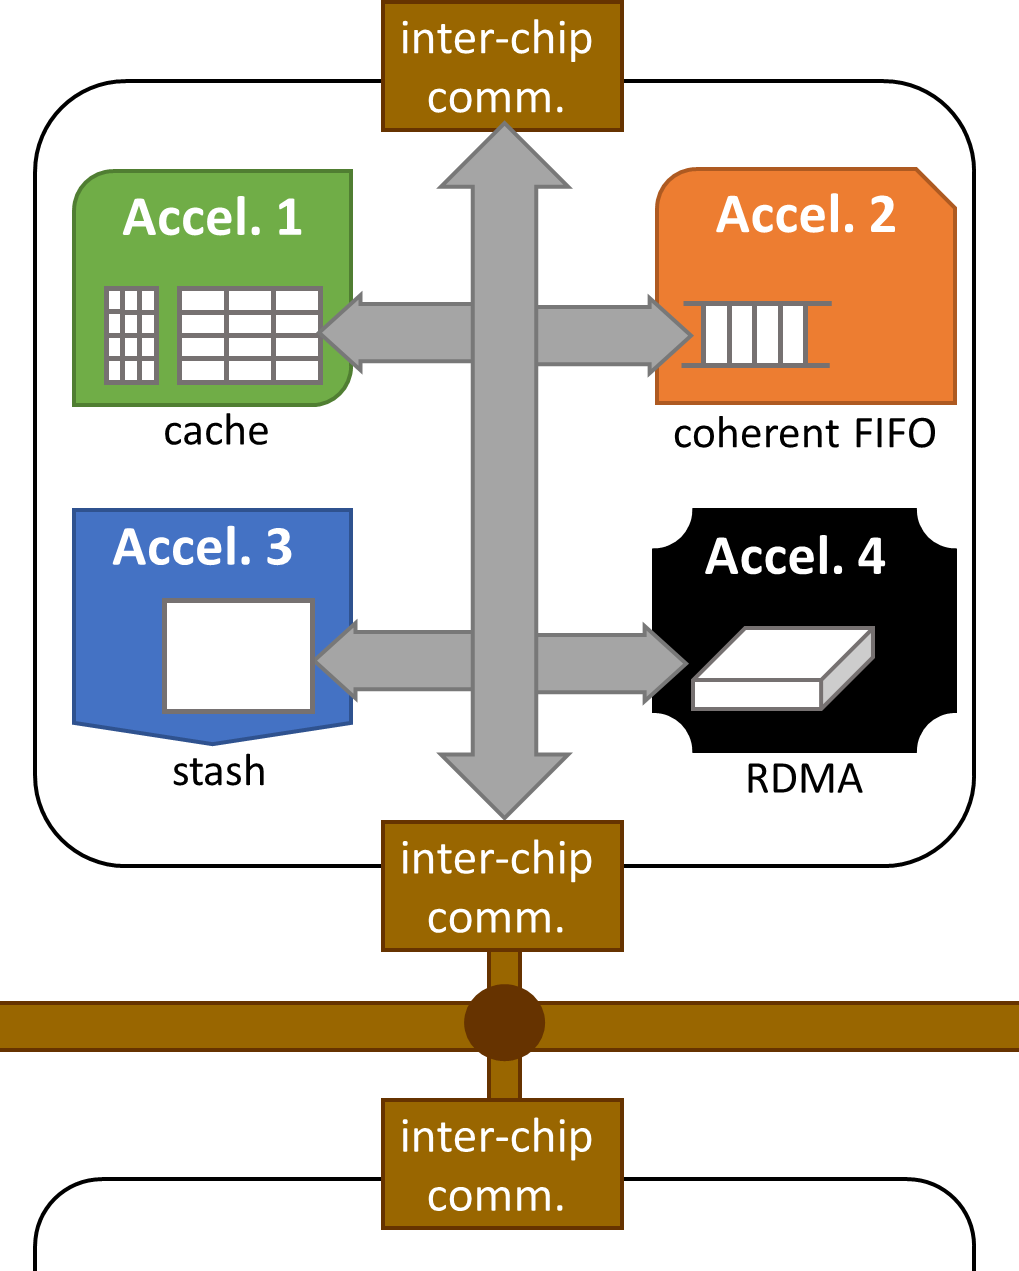 inter-chip
comm.
Accel. 1
Accel. 2
cache
coherent FIFO
Accel. 3
Accel. 4
stash
RDMA
inter-chip
comm.
inter-chip
comm.